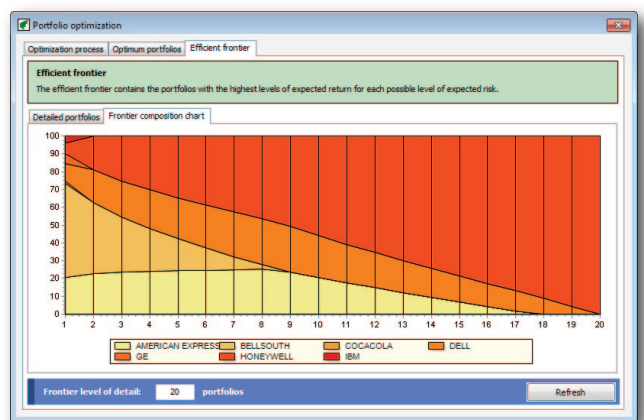 Portfolio optimization
Optimization process Optimum portfolios Efficient frontier
Efficient frontier
The efficient frontier contains the portfolios with the highest levels of expected return for each possible level of expected risk.
Detailed portfolios Frontier composition chart
100
90
80
70
60
50
40
30
20
10
0
1 2 3 4 5 6 7 8 9 10 11 12 13 14 15 16 17 18 19 20
AMERICAN EXPRESS BELLSOUTH COCACOLA DELL
GE HONEYWELL IBM
Frontier level of detail: 20 portfolios Refresh